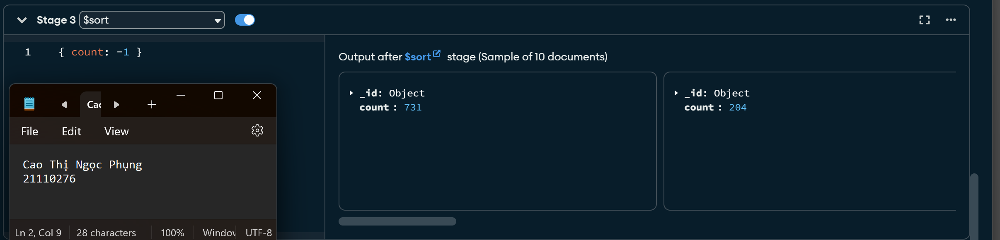 Stage 3 $sort
1 { count: -1 }
Output after $sort stage (Sample of 10 documents)
_id: Object
count : 731
_id: Object
count : 204
Cao
File Edit View
Cao Thị Ngọc Phụng
21110276
Ln 2, Col 9 28 characters 100% Window UTF-8